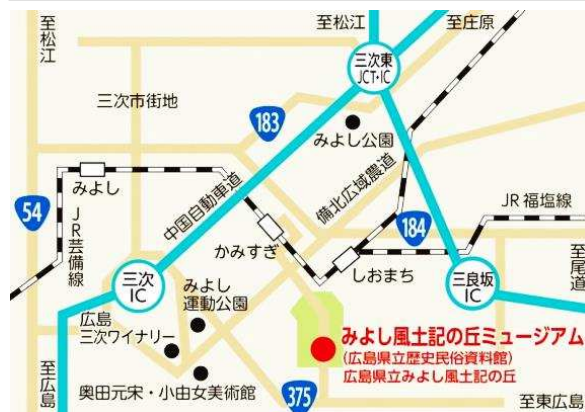 至松江
至松江
至庄原
三次東
JCT・IC
三次市街地
183
みよし公園
みよし
中国自動車道
備北広域農道
54
JR芸備線
かみすぎ
184
JR福塩線
しおまち
至尾道
三次
IC
みよし
運動公園
三良坂
IC
広島
三次ワイナリー
みよし風土記の丘ミュージアム
(広島県立歴史民俗資料館)
広島県立みよし風土記の丘
至広島
奥田元宋・小由女美術館
375
至東広島